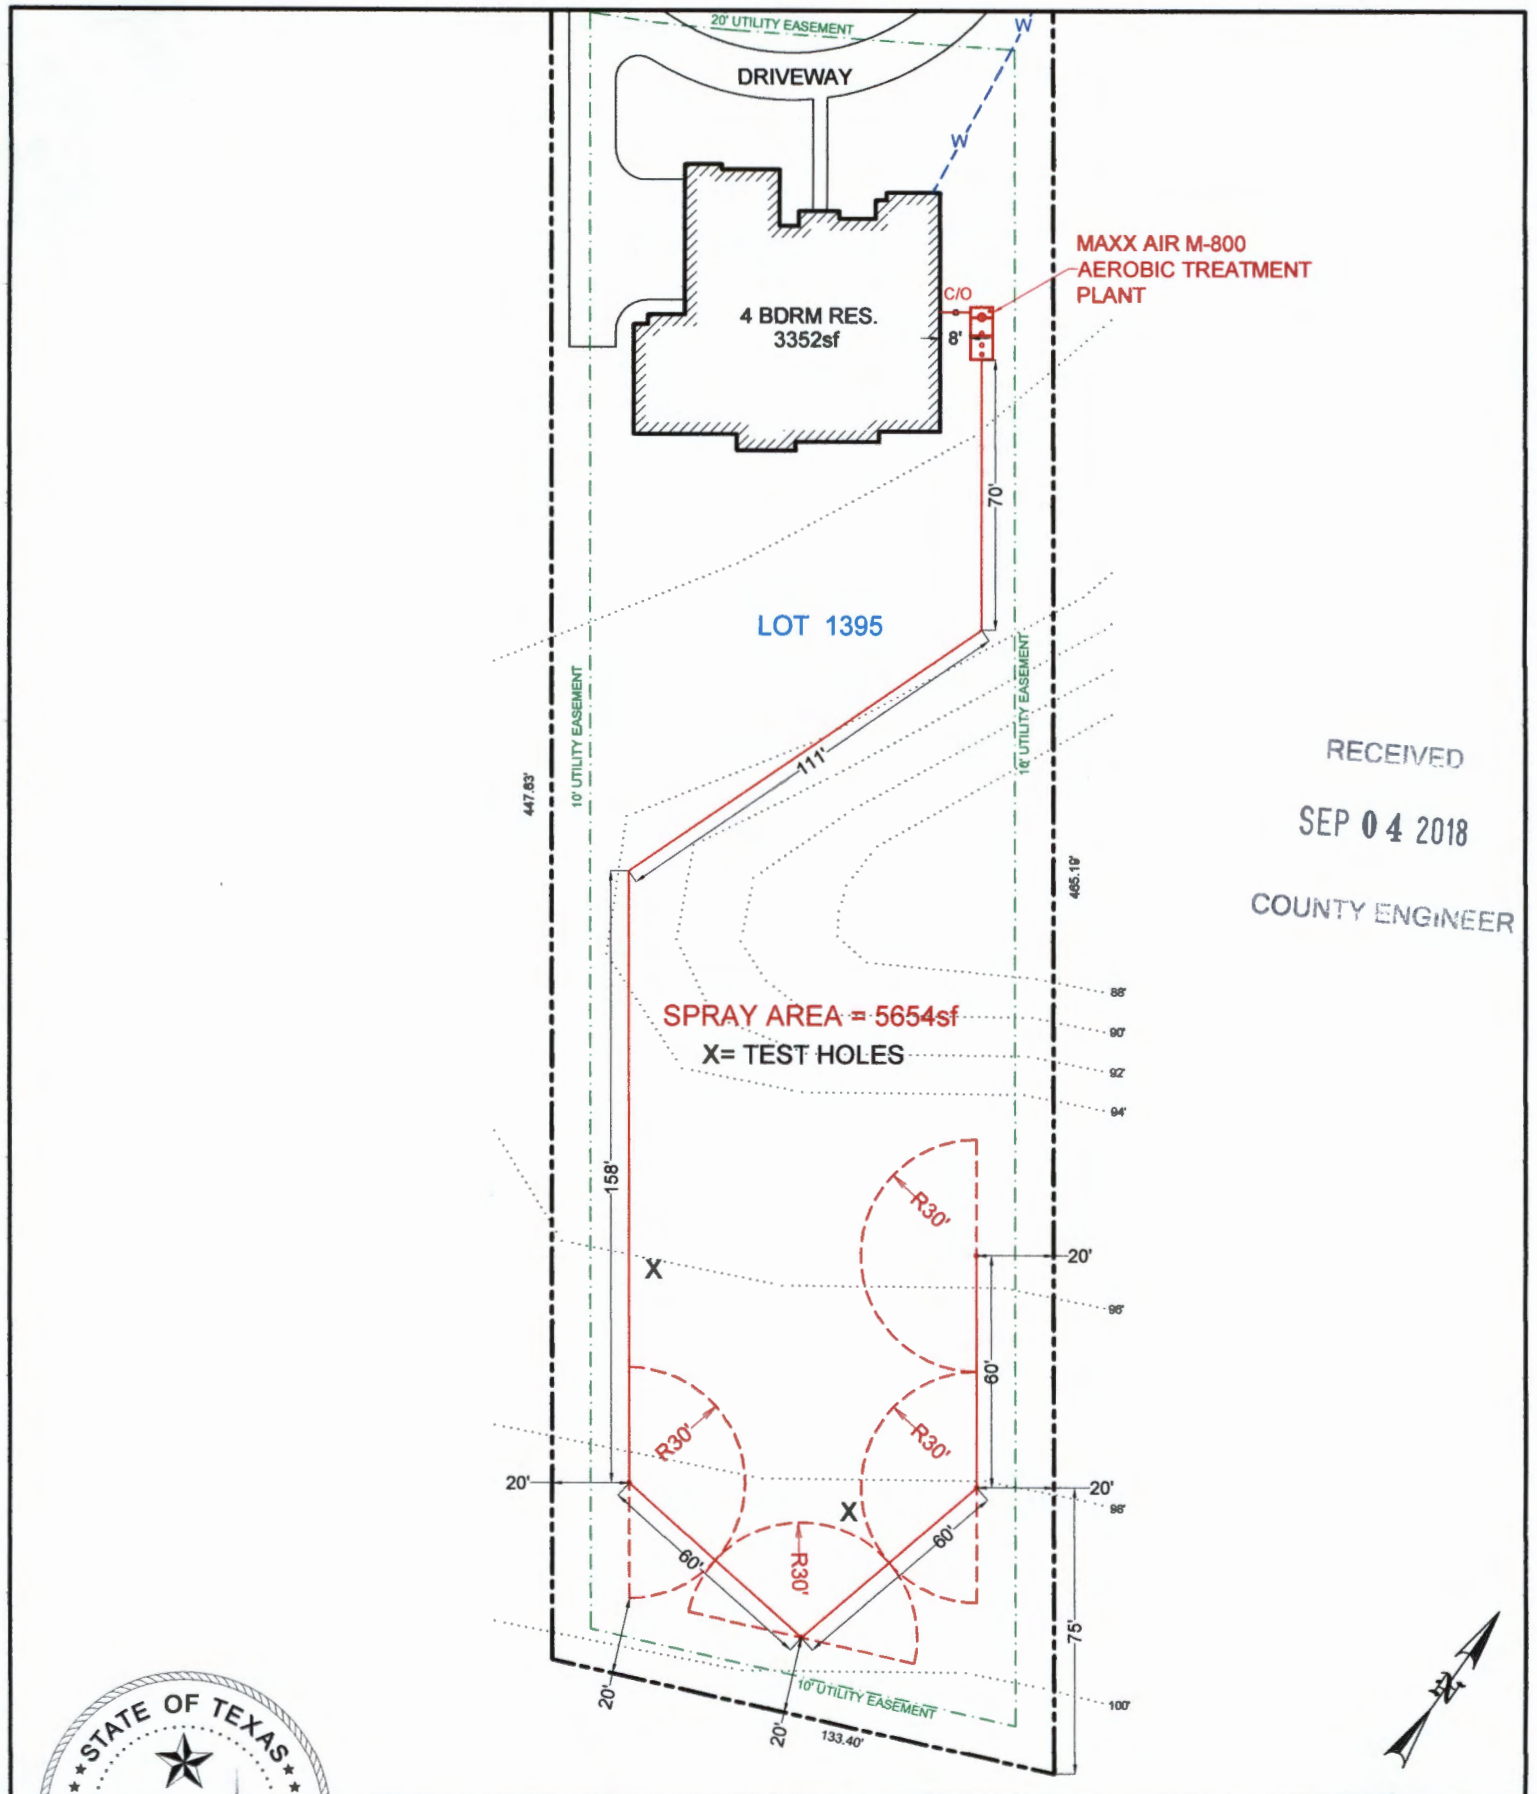 20' UTILITY EASEMENT
W
DRIVEWAY
W
MAXX AIR M-800
AEROBIC TREATMENT
PLANT
C/O
4 BDRM RES.
3352sf
8'
70'
LOT 1395
10' UTILITY EASEMENT
10' UTILITY EASEMENT
111'
RECEIVED
SEP 04 2018
COUNTY ENGINEER
447.63'
465.19'
88'
SPRAY AREA = 5654sf
90'
X= TEST HOLES
92'
94'
158'
R30'
20'
X
96'
60'
R30'
R30'
20'
20'
98'
X
60'
60'
R30'
75'
20'
10' UTILITY EASEMENT
100'
20'
133.40'
N
STATE OF TEXAS